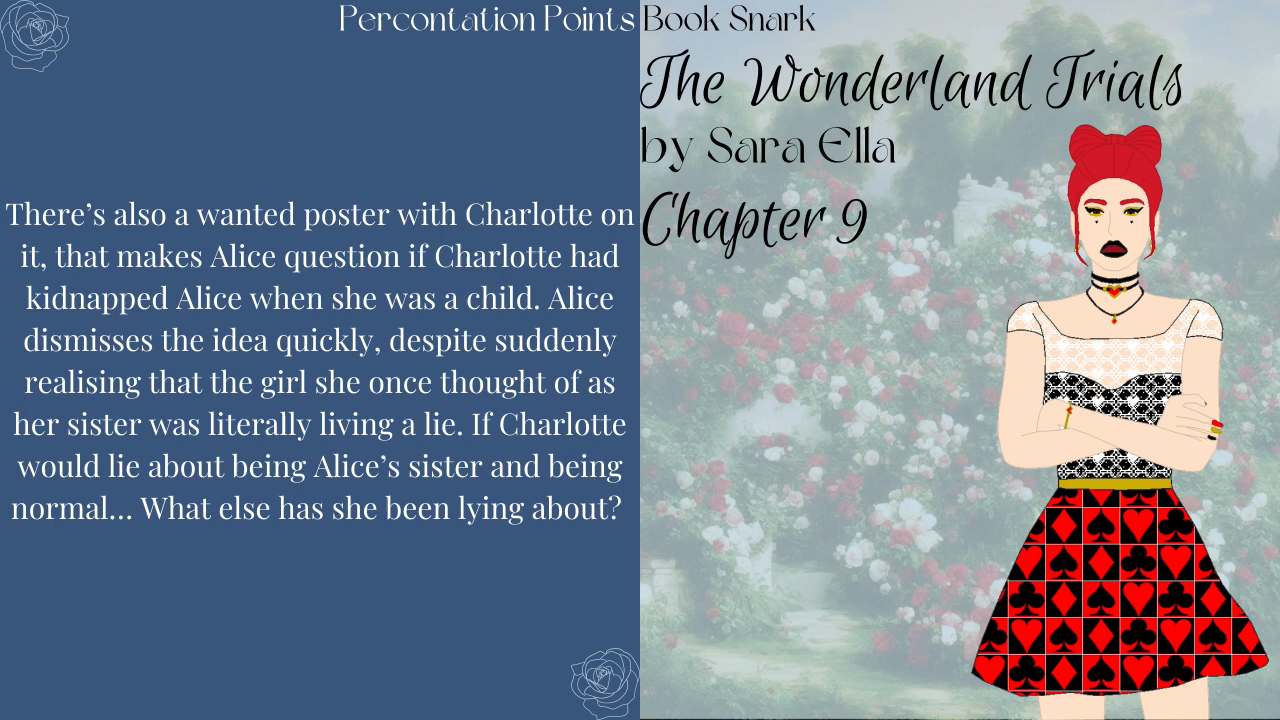 Percontation Points Book Snark
The Wonderland Trials
by Sara Ella
Chapter 9
There’s also a wanted poster with Charlotte on
it, that makes Alice question if Charlotte had
kidnapped Alice when she was a child. Alice
dismisses the idea quickly, despite suddenly
realising that the girl she once thought of as
her sister was literally living a lie. If Charlotte
would lie about being Alice’s sister and being
normal... What else has she been lying about?